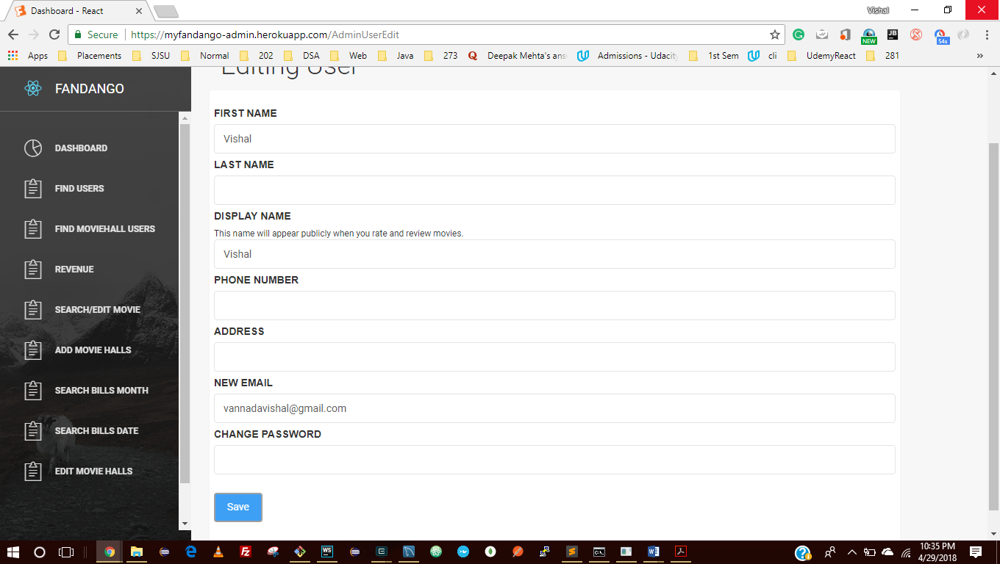 Dashboard - React
Vishal
Secure
https://myfandango-admin.herokuapp.com/AdminUserEdit
NEW
JB
54s
Apps
Placements
SJSU
Normal
202
DSA
Web
Java
273
Deepak Mehta's ans
Admissions - Udacity
1st Sem
cli
UdemyReact
281
FANDANGO
DASHBOARD
FIND USERS
FIND MOVIEHALL USERS
REVENUE
SEARCH/EDIT MOVIE
ADD MOVIE HALLS
SEARCH BILLS MONTH
SEARCH BILLS DATE
EDIT MOVIE HALLS
Editing User
FIRST NAME
Vishal
LAST NAME
DISPLAY NAME
This name will appear publicly when you rate and review movies.
Vishal
PHONE NUMBER
ADDRESS
NEW EMAIL
vannadavishal@gmail.com
CHANGE PASSWORD
Save
WS
10:35 PM
4/29/2018